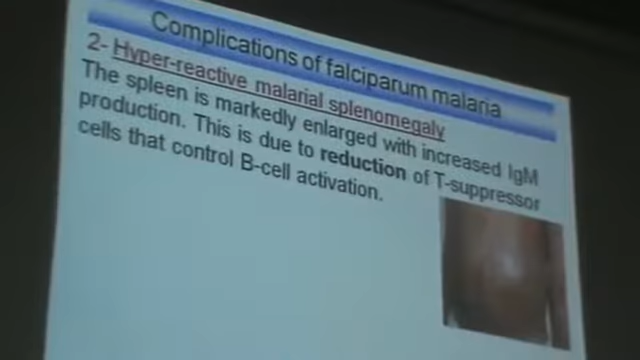 Complications of falciparum malaria
2- Hyper-reactive malarial splenomegaly
The spleen is markedly enlarged with increased IgM
production. This is due to reduction of T-suppressor
cells that control B-cell activation.